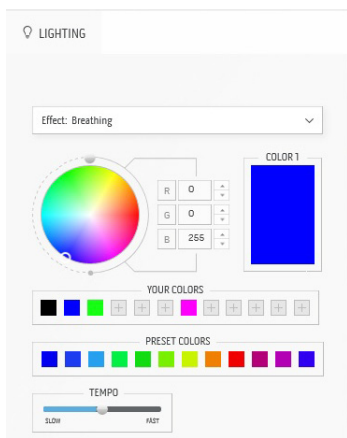 LIGHTING
Effect: Breathing
COLOR 1
R 0
G 0
B 255
YOUR COLORS
PRESET COLORS
TEMPO
SLOW FAST